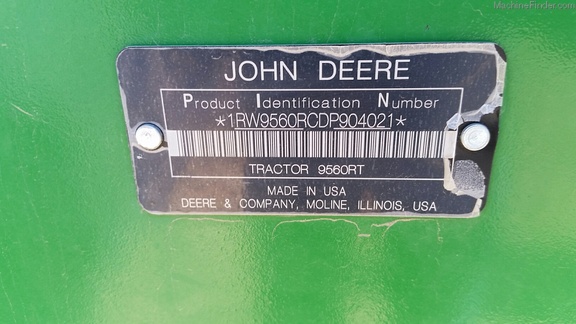 MachineFinder.com
JOHN DEERE
Product Identification Number
*1RW9560RCDP904021*
TRACTOR 9560RT
MADE IN USA
DEERE & COMPANY, MOLINE, ILLINOIS, USA